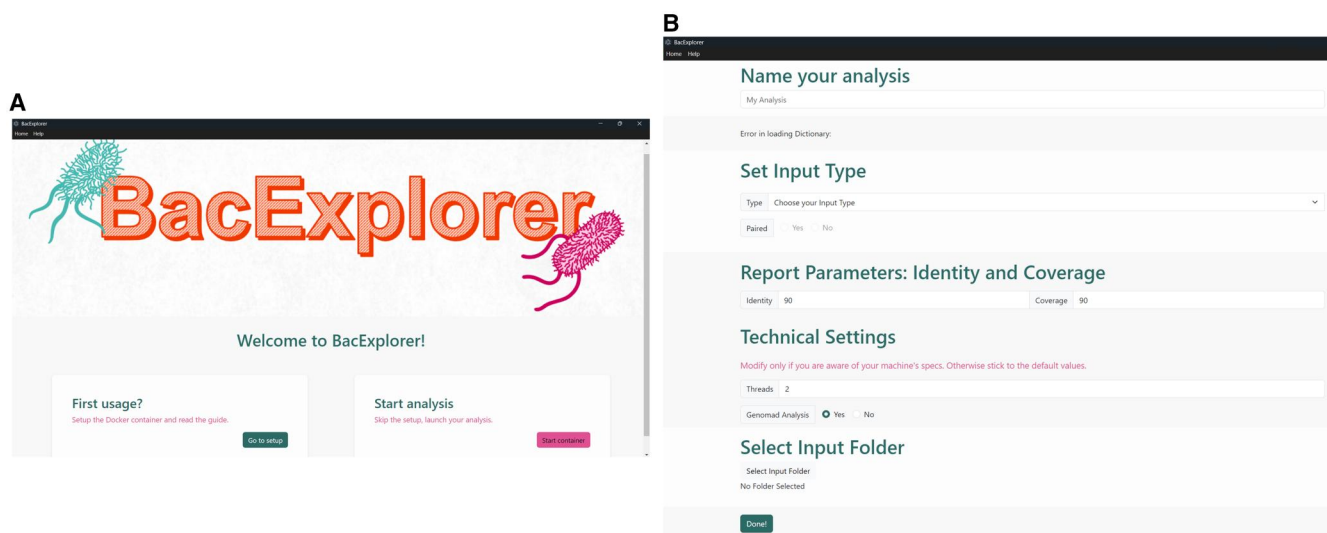 A
BacExplorer
Home Help
BacExplorer
Welcome to BacExplorer!
First usage?
Setup the Docker container and read the guide.
Go to setup
Start analysis
Skip the setup, launch your analysis.
Start container
B
BacExplorer
Home Help
Name your analysis
My Analysis
Error in loading Dictionary:
Set Input Type
Type Choose your Input Type
Paired Yes No
Report Parameters: Identity and Coverage
Identity 90 Coverage 90
Technical Settings
Modify only if you are aware of your machine's specs. Otherwise stick to the default values.
Threads 2
Genomad Analysis Yes No
Select Input Folder
Select Input Folder
No Folder Selected
Done!